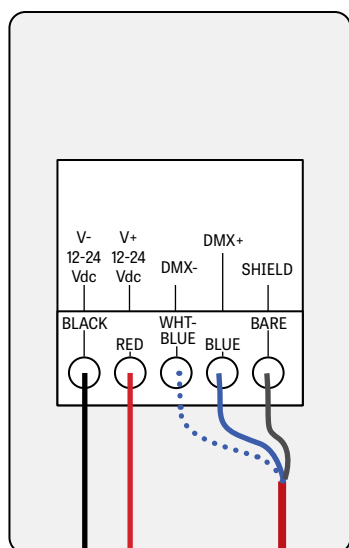 V-
12-24
Vdc
V+
12-24
Vdc
DMX-
DMX+
SHIELD
BLACK
RED
WHT-
BLUE
BLUE
BARE